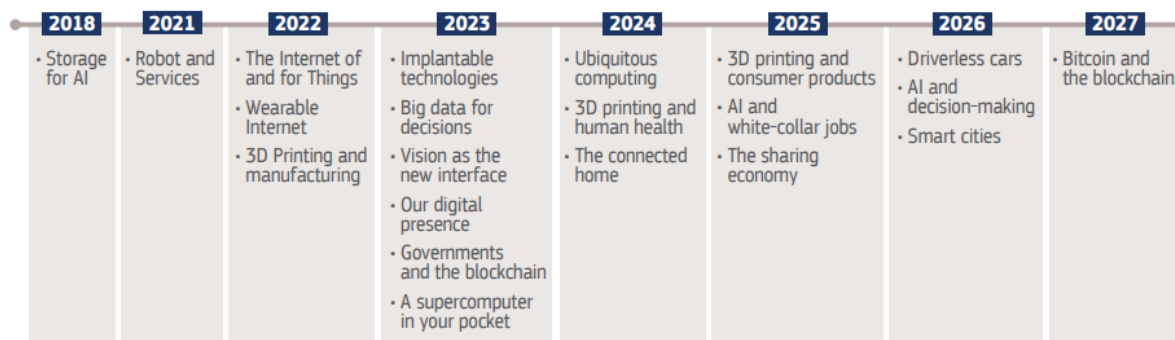 2018
• Storage
for AI
2021
• Robot and
Services
2022
• The Internet of
and for Things
• Wearable
Internet
• 3D Printing and
manufacturing
2023
• Implantable
technologies
• Big data for
decisions
• Vision as the
new interface
• Our digital
presence
• Governments
and the blockchain
• A supercomputer
in your pocket
2024
• Ubiquitous
computing
• 3D printing and
human health
• The connected
home
2025
• 3D printing and
consumer products
• AI and
white-collar jobs
• The sharing
economy
2026
• Driverless cars
• AI and
decision-making
• Smart cities
2027
• Bitcoin and
the blockchain